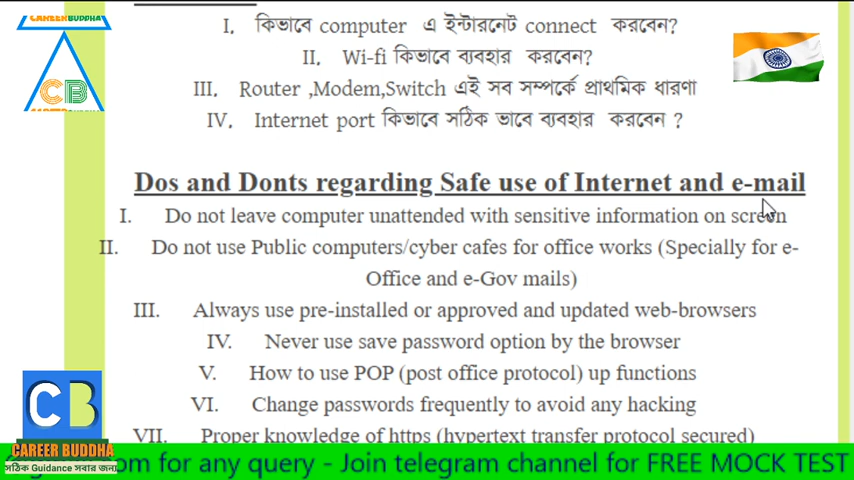 CAREER BUDDHA
CB
I. কিভাবে computer এ ইন্টারনেট connect করবেন?
II. Wi-fi কিভাবে ব্যবহার করবেন?
III. Router ,Modem,Switch এই সব সম্পর্কে প্রাথমিক ধারণা
IV. Internet port কিভাবে সঠিক ভাবে ব্যবহার করবেন ?
Dos and Donts regarding Safe use of Internet and e-mail
I. Do not leave computer unattended with sensitive information on screen
II. Do not use Public computers/cyber cafes for office works (Specially for e-
Office and e-Gov mails)
III. Always use pre-installed or approved and updated web-browsers
IV. Never use save password option by the browser
V. How to use POP (post office protocol) up functions
VI. Change passwords frequently to avoid any hacking
VII. Proper knowledge of https (hypertext transfer protocol secured)
CB
CAREER BUDDHA
সঠিক Guidance সবার জন্য
om for any query - Join telegram channel for FREE MOCK TEST